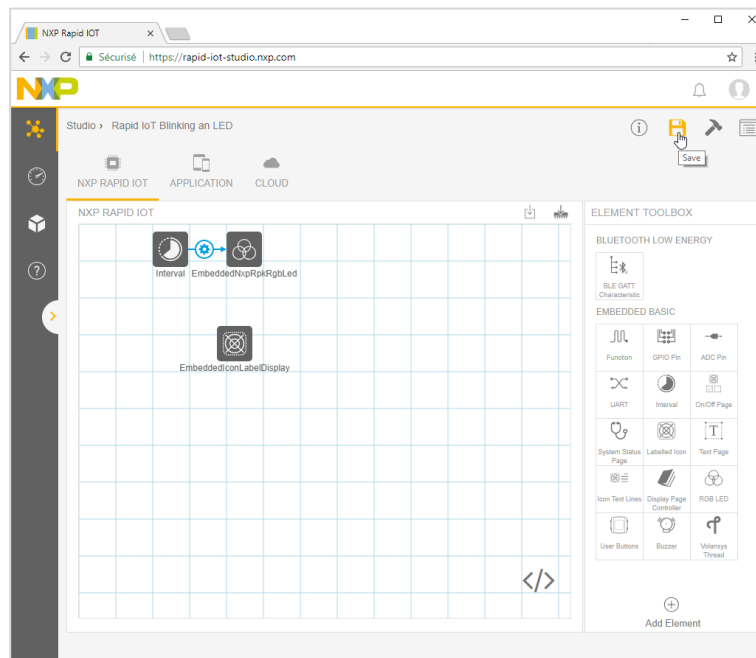 NXP Rapid IOT
Sécurisé | https://rapid-iot-studio.nxp.com
NXP
Studio › Rapid IoT Blinking an LED
Save
NXP RAPID IOT
APPLICATION
CLOUD
NXP RAPID IOT
Interval
EmbeddedNxpRpkRgbLed
EmbeddedIconLabelDisplay
</>
ELEMENT TOOLBOX
BLUETOOTH LOW ENERGY
BLE GATT
Characteristic
EMBEDDED BASIC
Function
GPIO Pin
ADC Pin
UART
Interval
On/Off Page
System Status
Page
Labelled Icon
Text Page
Icon Text Lines
Display Page
Controller
RGB LED
User Buttons
Buzzer
Volansys
Thread
Add Element